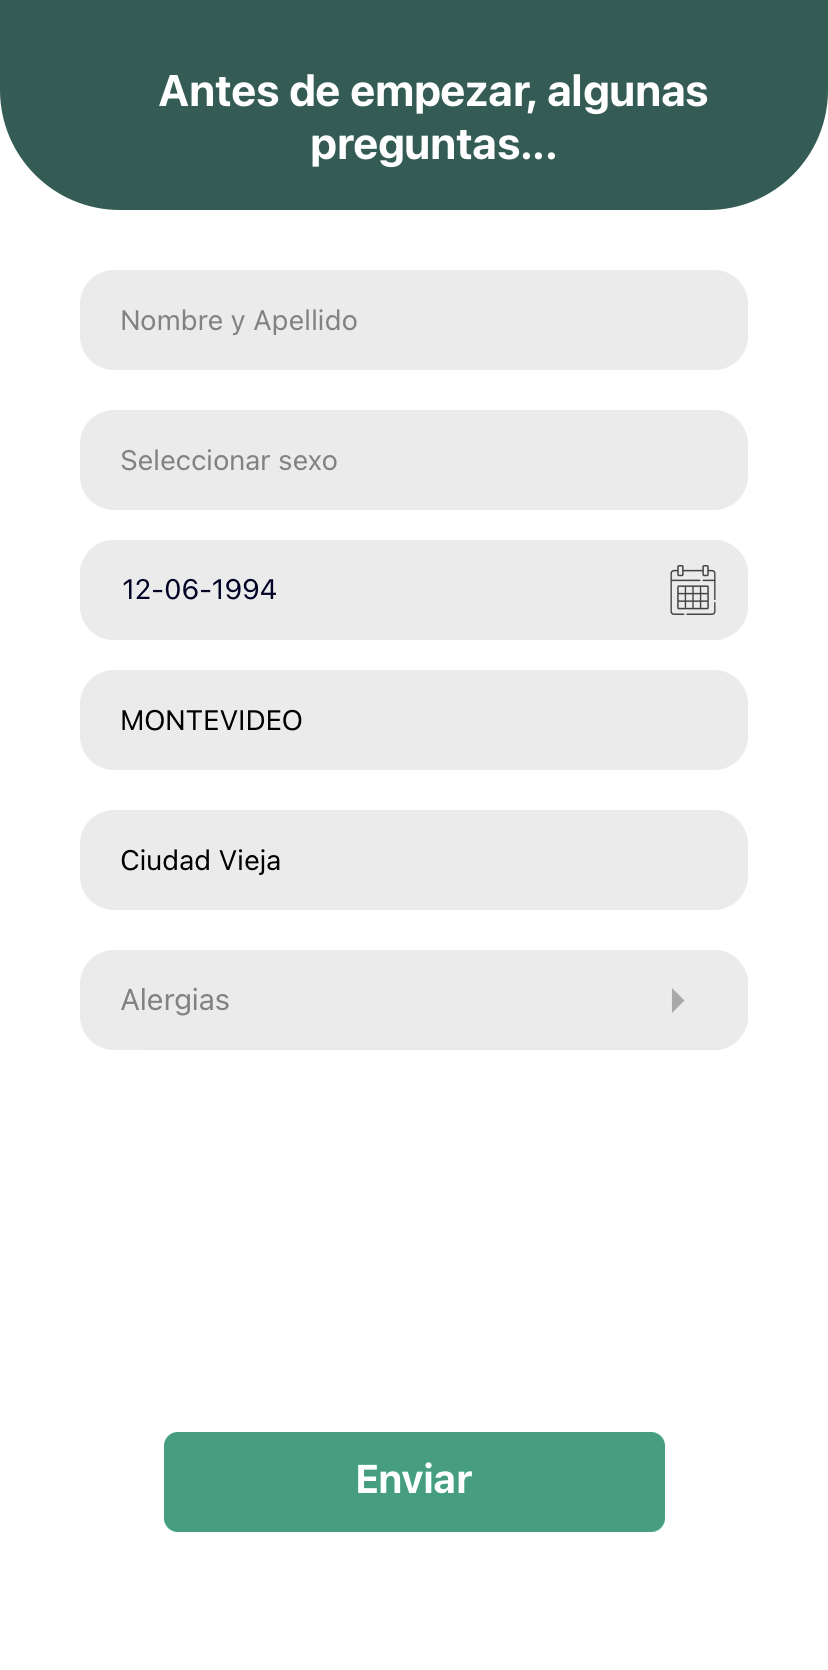 Antes de empezar, algunas
preguntas...
Nombre y Apellido
Seleccionar sexo
12-06-1994
MONTEVIDEO
Ciudad Vieja
Alergias
Enviar